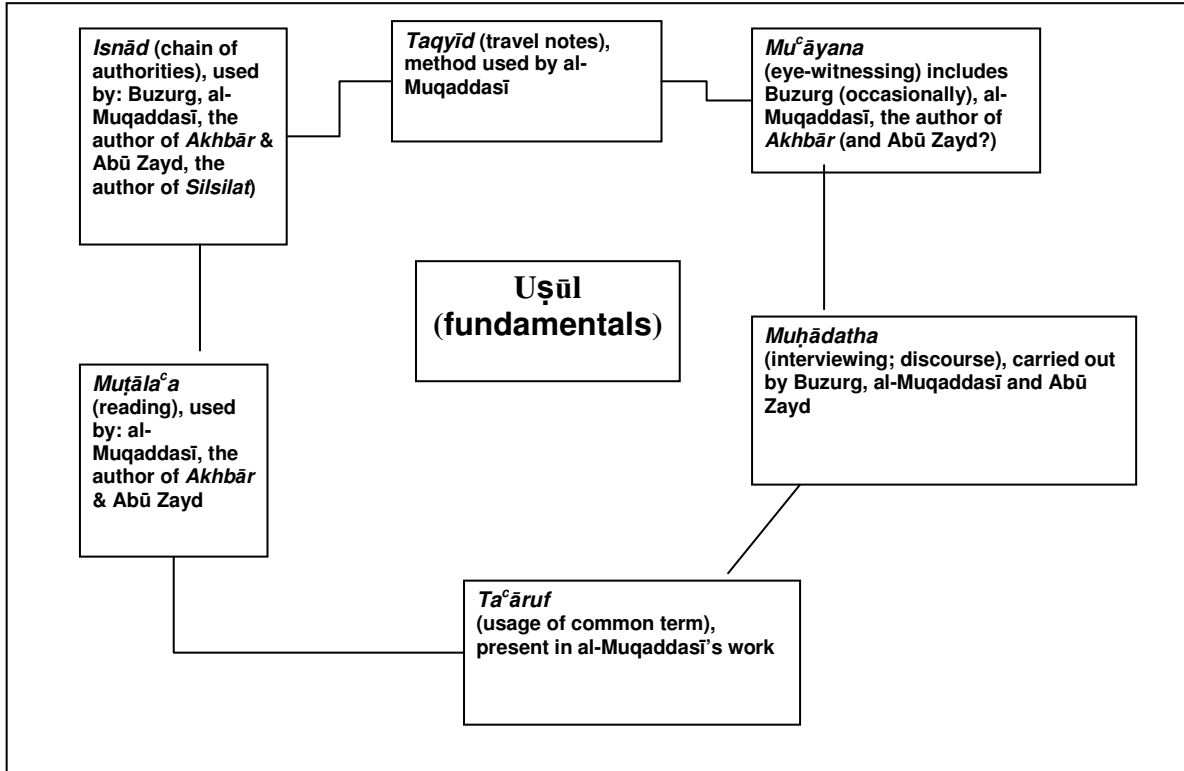 Isnād (chain of
authorities), used
by: Buzurg, al-
Muqaddasī, the
author of Akhbār &
Abū Zayd, the
author of Silsilat)
Taqyīd (travel notes),
method used by al-
Muqaddasī
Muᶜāyana
(eye-witnessing) includes
Buzurg (occasionally), al-
Muqaddasī, the author of
Akhbār (and Abū Zayd?)
Uṣūl
(fundamentals)
Muṭālaᶜa
(reading), used
by: al-
Muqaddasī, the
author of Akhbār
& Abū Zayd
Muḥādatha
(interviewing; discourse), carried out
by Buzurg, al-Muqaddasī and Abū
Zayd
Taᶜāruf
(usage of common term),
present in al-Muqaddasī’s work